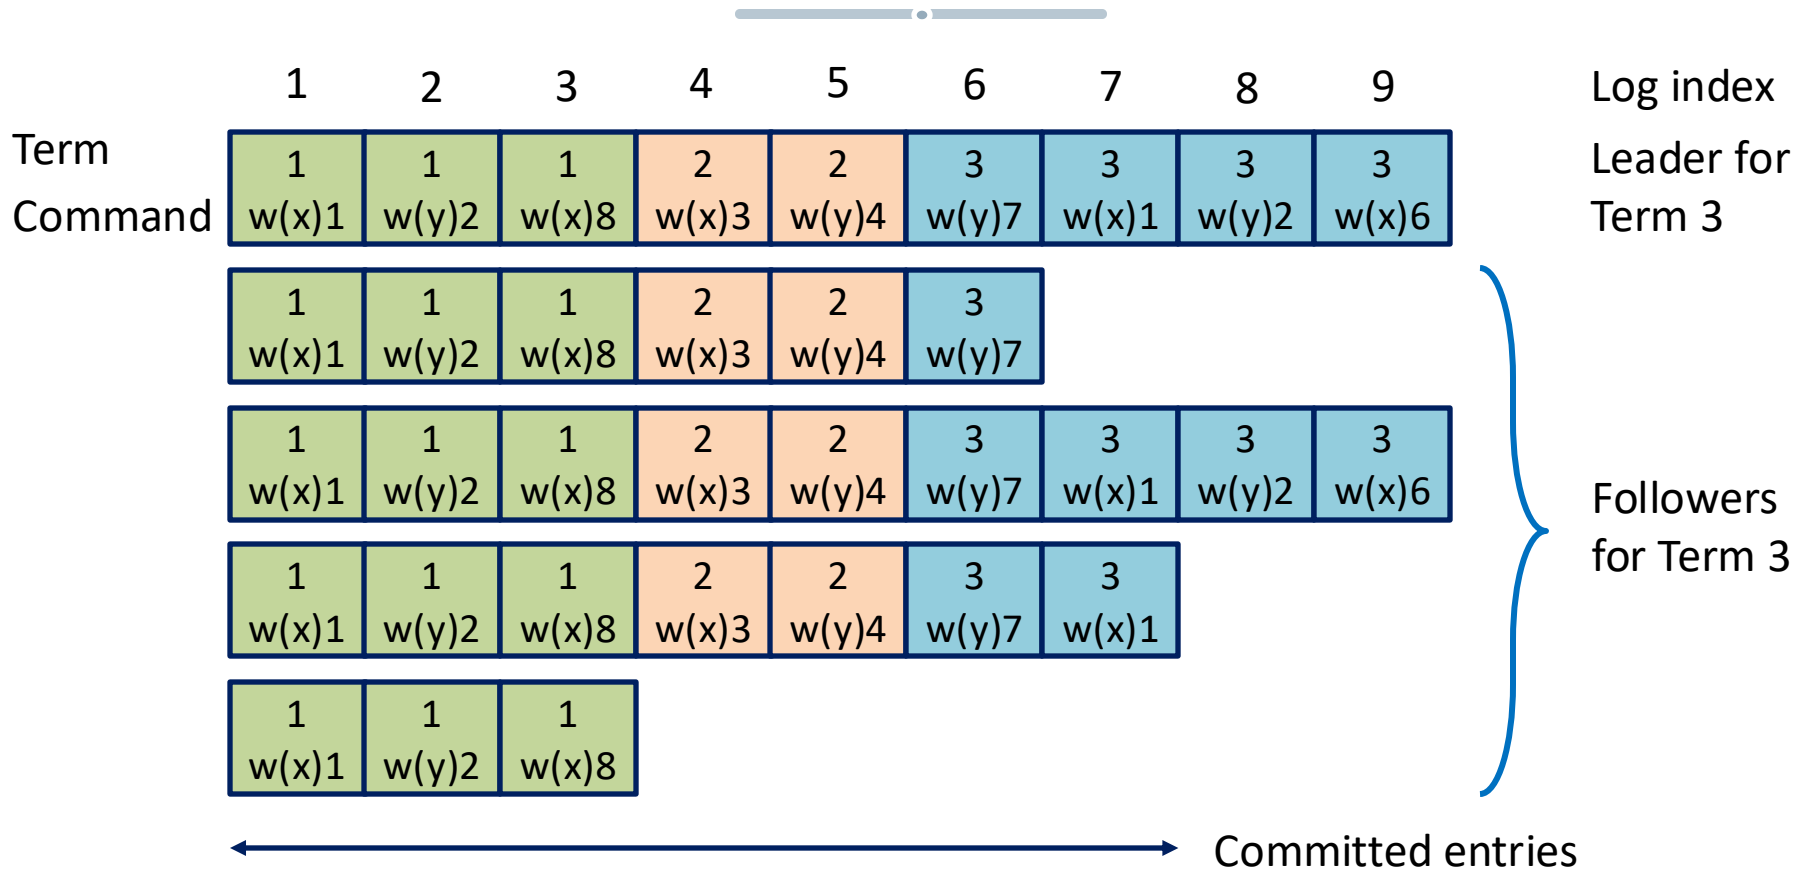 1 2 3 4 5 6 7 8 9 Log index
Term 1 1 1 2 2 3 3 3 3 Leader for
Command w(x)1 w(y)2 w(x)8 w(x)3 w(y)4 w(y)7 w(x)1 w(y)2 w(x)6 Term 3
1 1 1 2 2 3
w(x)1 w(y)2 w(x)8 w(x)3 w(y)4 w(y)7
1 1 1 2 2 3 3 3 3
w(x)1 w(y)2 w(x)8 w(x)3 w(y)4 w(y)7 w(x)1 w(y)2 w(x)6
Followers
for Term 3
1 1 1 2 2 3 3
w(x)1 w(y)2 w(x)8 w(x)3 w(y)4 w(y)7 w(x)1
1 1 1
w(x)1 w(y)2 w(x)8
Committed entries